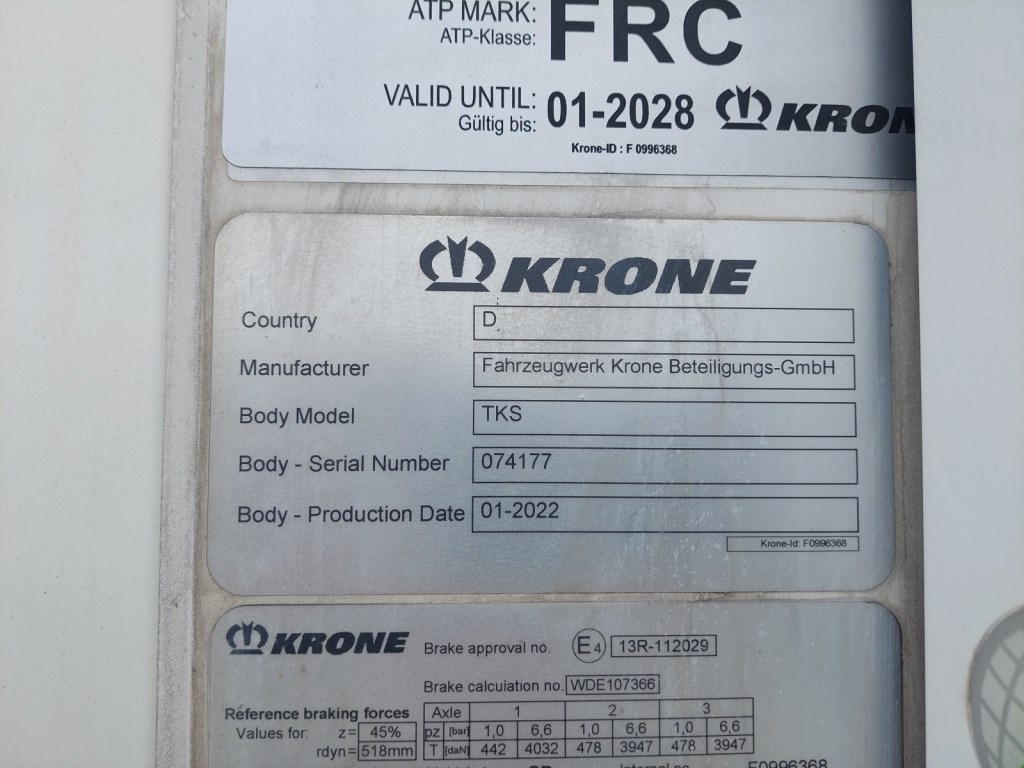 ATP MARK: FRC
ATP-Klasse:
VALID UNTIL: 01-2028
Gültig bis:
Krone-ID : F 0996368
KRONE
Country D
Manufacturer Fahrzeugwerk Krone Beteiligungs-GmbH
Body Model TKS
Body - Serial Number 074177
Body - Production Date 01-2022
Krone-Id: F0996368
KRONE
Brake approval no. E4 13R-112029
Brake calculation no. WDE107366
Reference braking forces Axle 1 2 3
Values for: z= 45% pz [bar] 1,0 6,6 1,0 6,6 1,0 6,6
rdyn= 518mm T [daN] 442 4032 478 3947 478 3947
F0996368